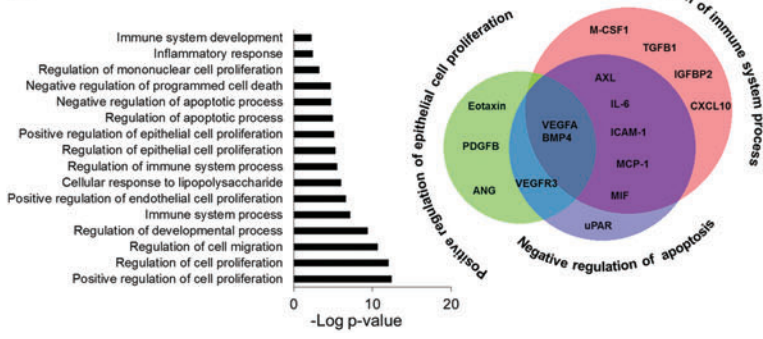 Immune system development
Inflammatory response
Regulation of mononuclear cell proliferation
Negative regulation of programmed cell death
Negative regulation of apoptotic process
Regulation of apoptotic process
Positive regulation of epithelial cell proliferation
Regulation of epithelial cell proliferation
Regulation of immune system process
Cellular response to lipopolysaccharide
Positive regulation of endothelial cell proliferation
Immune system process
Regulation of developmental process
Regulation of cell migration
Regulation of cell proliferation
Positive regulation of cell proliferation
0 10 20
-Log p-value
Positive regulation of epithelial cell proliferation
of immune system process
Negative regulation of apoptosis
M-CSF1
TGFB1
IGFBP2
CXCL10
AXL
IL-6
ICAM-1
MCP-1
MIF
Eotaxin
PDGFB
ANG
VEGFA
BMP4
VEGFR3
uPAR